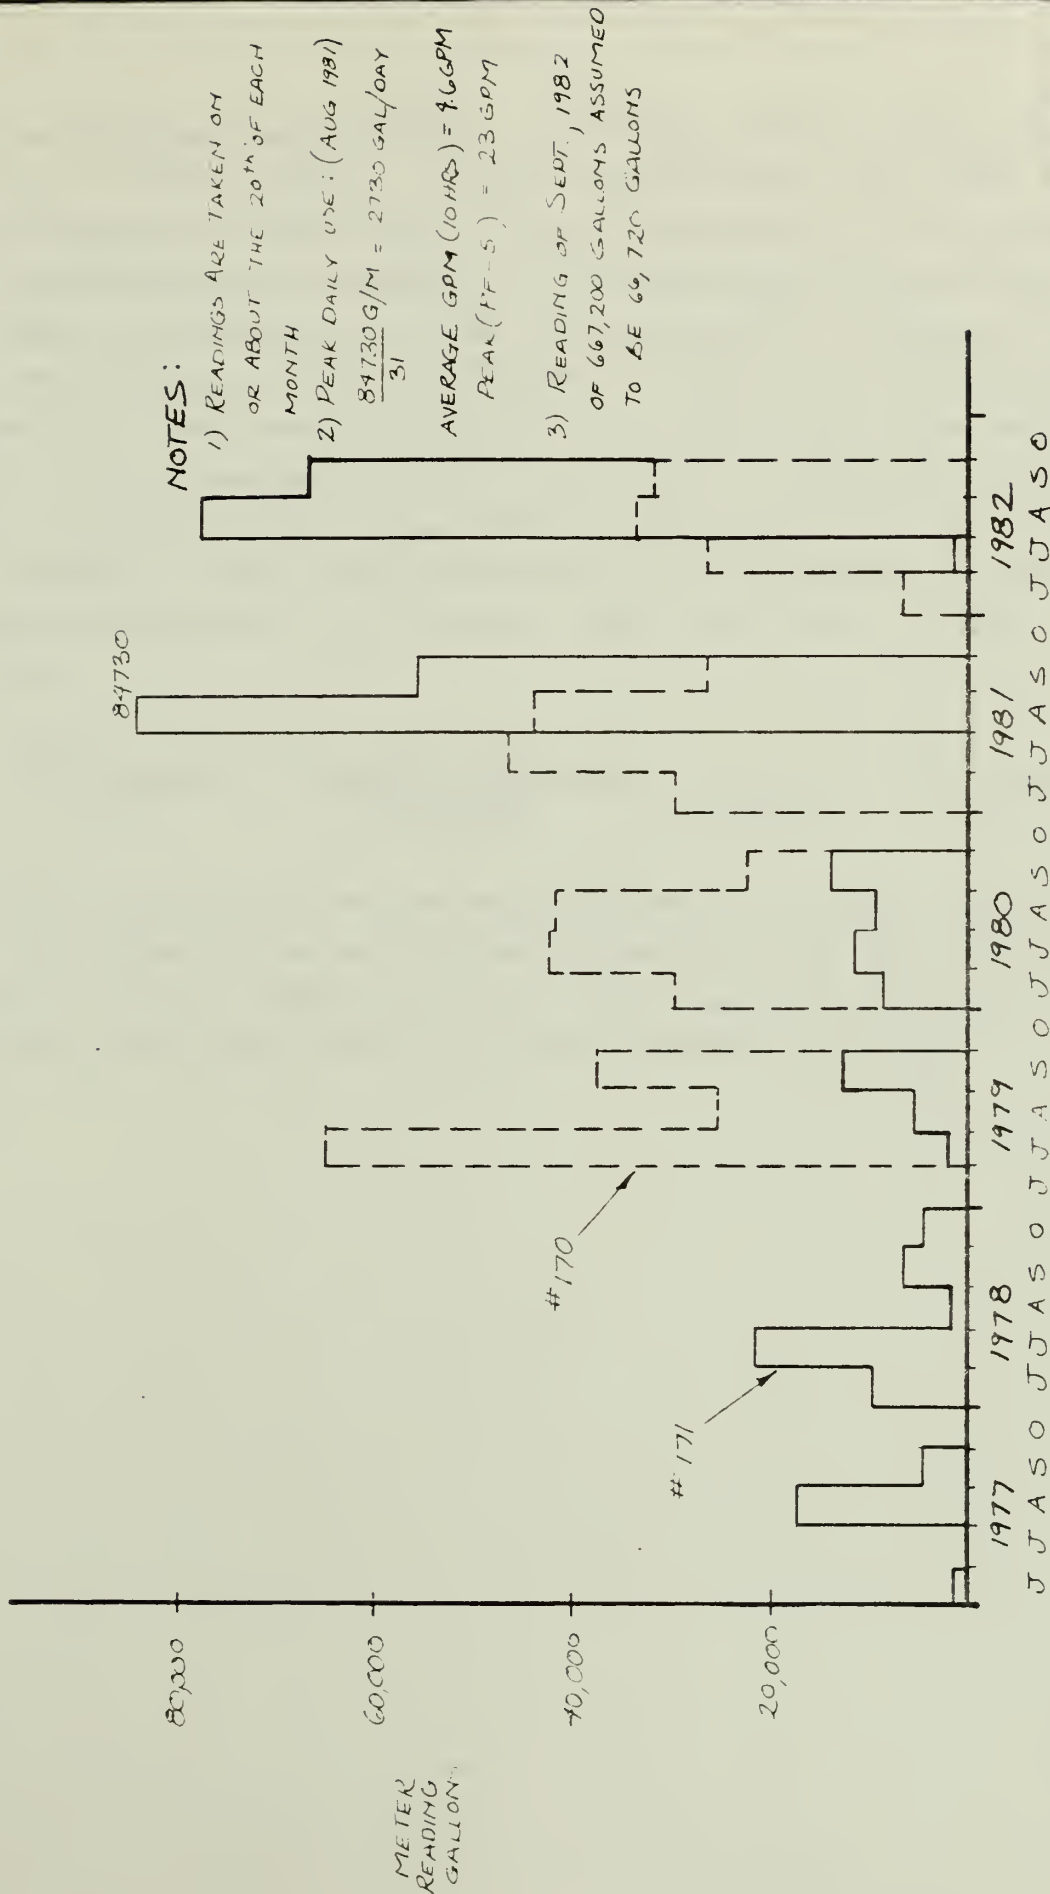 NOTES:
1) READINGS ARE TAKEN ON
OR ABOUT THE 20th OF EACH
MONTH
2) PEAK DAILY USE: (AUG 1981)
84730 G/M = 2730 GAL/DAY
31
AVERAGE GPM (10 HRS) = 4.6 GPM
PEAK (PF-5) = 23 GPM
3) READING OF SEPT., 1982
OF 667,200 GALLONS ASSUMED
TO BE 66,720 GALLONS
METER
READING
GALLONS
80,000
60,000
40,000
20,000
84730
#170
#171
1977 1978 1979 1980 1981 1982
J J A S O J J A S O J J A S O J J A S O J J A S O J J A S O